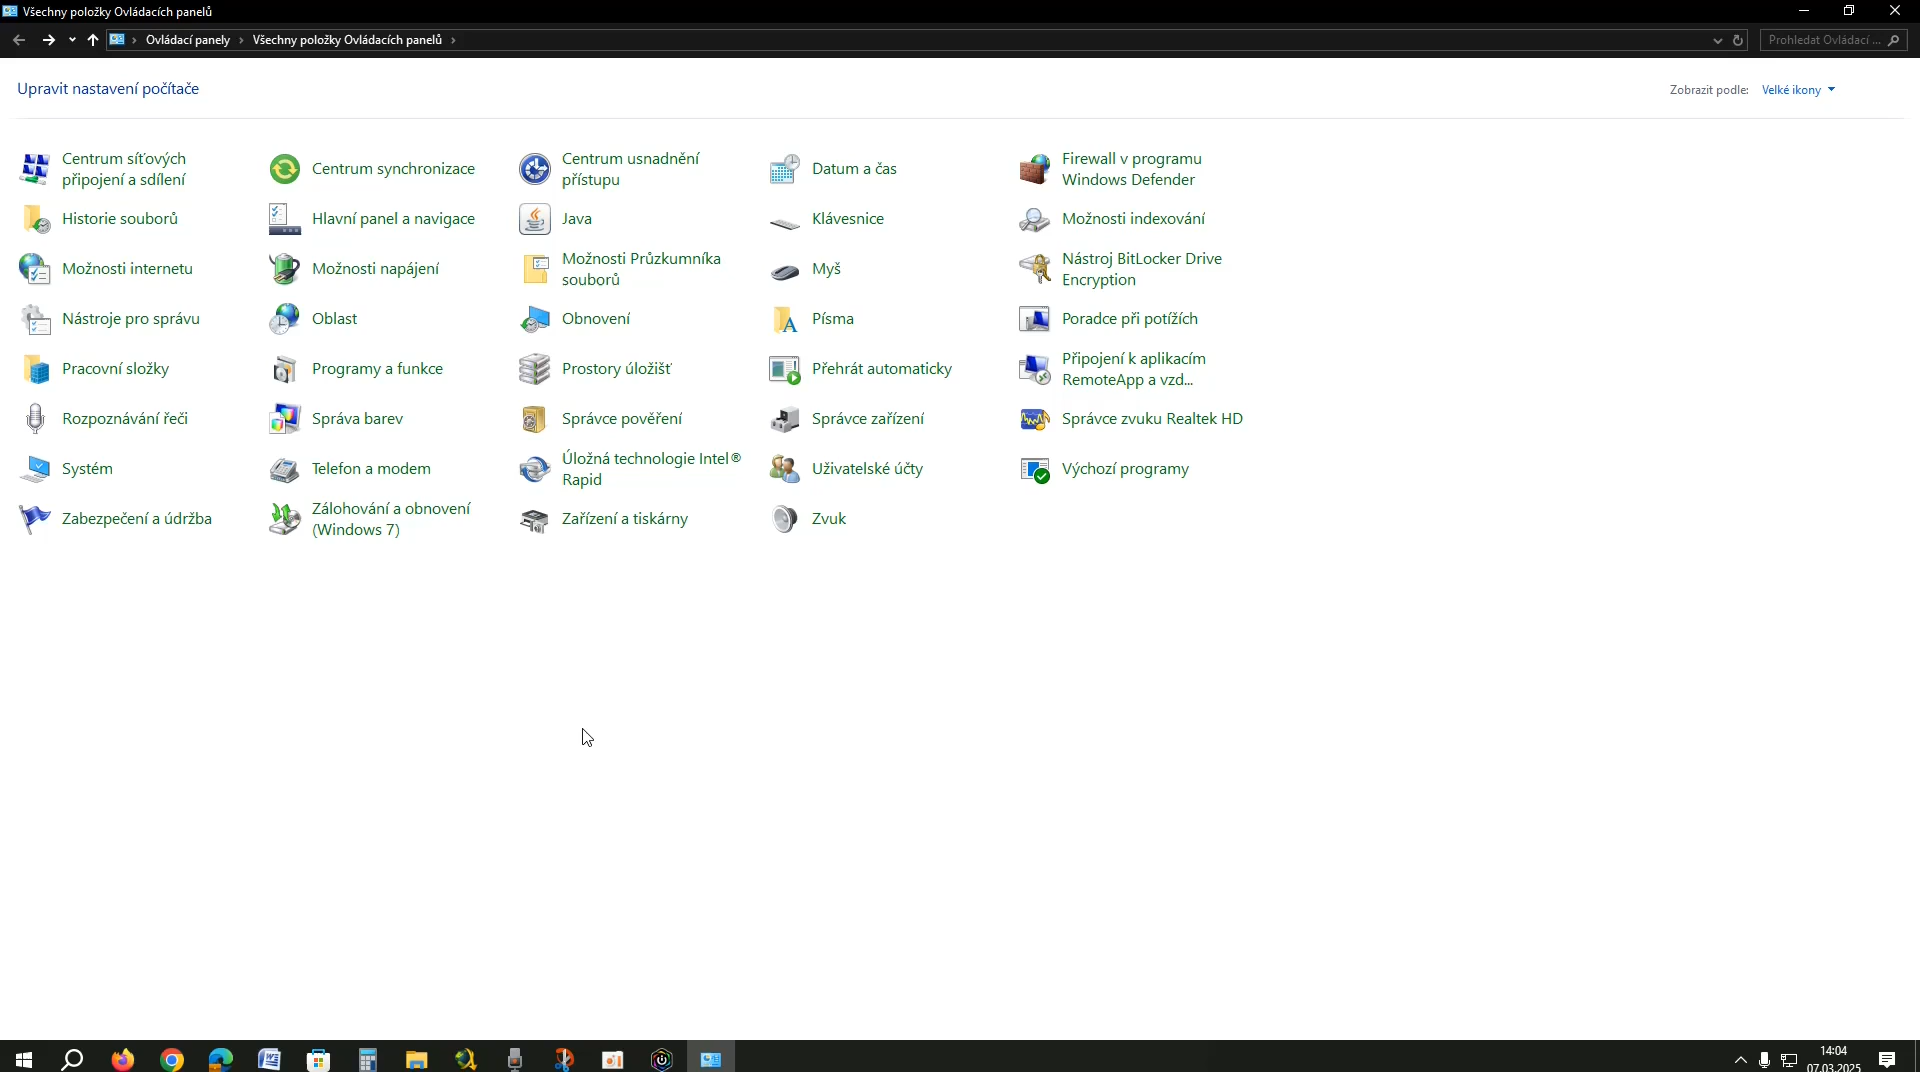 Všechny položky Ovládacích panelů
Ovládací panely
Všechny položky Ovládacích panelů
Prohledat Ovládací ...
Upravit nastavení počítače
Zobrazit podle:
Velké ikony
Centrum síťových
připojení a sdílení
Centrum synchronizace
Centrum usnadnění
přístupu
Datum a čas
Firewall v programu
Windows Defender
Historie souborů
Hlavní panel a navigace
Java
Klávesnice
Možnosti indexování
Možnosti internetu
Možnosti napájení
Možnosti Průzkumníka
souborů
Myš
Nástroj BitLocker Drive
Encryption
Nástroje pro správu
Oblast
Obnovení
Písma
Poradce při potížích
Pracovní složky
Programy a funkce
Prostory úložišť
Přehrát automaticky
Připojení k aplikacím
RemoteApp a vzd...
Rozpoznávání řeči
Správa barev
Správce pověření
Správce zařízení
Správce zvuku Realtek HD
Systém
Telefon a modem
Úložná technologie Intel®
Rapid
Uživatelské účty
Výchozí programy
Zabezpečení a údržba
Zálohování a obnovení
(Windows 7)
Zařízení a tiskárny
Zvuk
14:04
07.03.2025